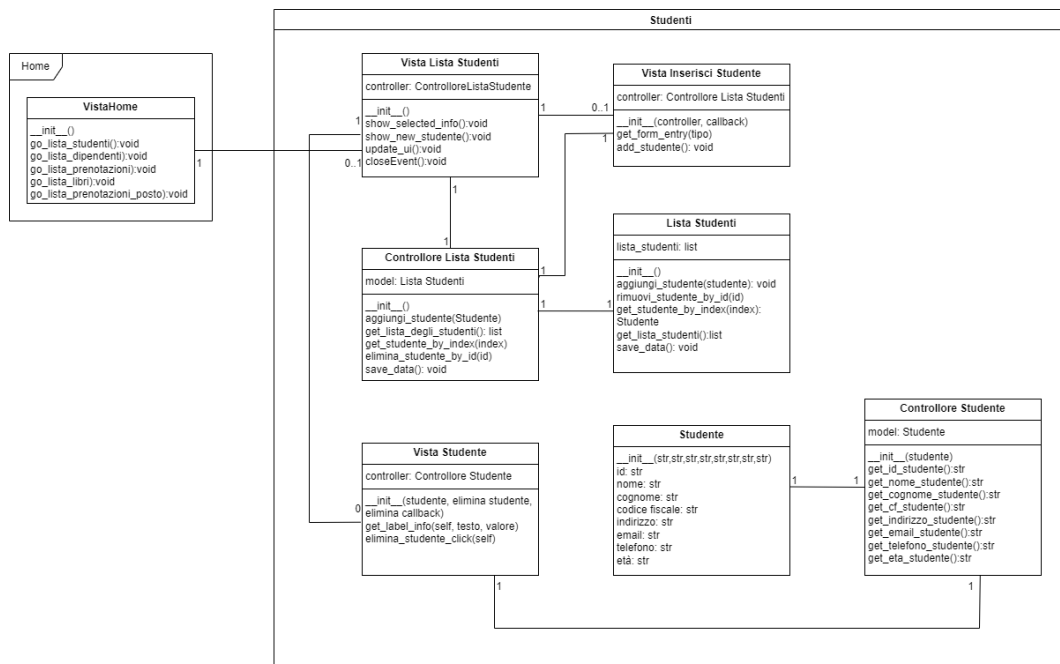 Studenti
Home
VistaHome
__init__()
go_lista_studenti():void
go_lista_dipendenti):void
go_lista_prenotazioni):void
go_lista_libri):void
go_lista_prenotazioni_posto):void
1
Vista Lista Studenti
controller: ControlloreListaStudente
__init__()
show_selected_info():void
show_new_studente():void
update_ui():void
closeEvent():void
1
0..1
1
0..1
1
1
1
Vista Inserisci Studente
controller: Controllore Lista Studenti
__init__(controller, callback)
get_form_entry(tipo)
add_studente(): void
Controllore Lista Studenti
model: Lista Studenti
__init__()
aggiungi_studente(Studente)
get_lista_degli_studenti(): list
get_studente_by_index(index)
elimina_studente_by_id(id)
save_data(): void
1
1
1
Lista Studenti
lista_studenti: list
__init__()
aggiungi_studente(studente): void
rimuovi_studente_by_id(id)
get_studente_by_index(index):
Studente
get_lista_studenti():list
save_data(): void
Vista Studente
controller: Controllore Studente
__init__(studente, elimina studente,
elimina callback)
get_label_info(self, testo, valore)
elimina_studente_click(self)
0
1
Studente
__init__(str,str,str,str,str,str,str,str)
id: str
nome: str
cognome: str
codice fiscale: str
indirizzo: str
email: str
telefono: str
età: str
1
1
Controllore Studente
model: Studente
__init__(studente)
get_id_studente():str
get_nome_studente():str
get_cognome_studente():str
get_cf_studente():str
get_indirizzo_studente():str
get_email_studente():str
get_telefono_studente():str
get_eta_studente():str
1